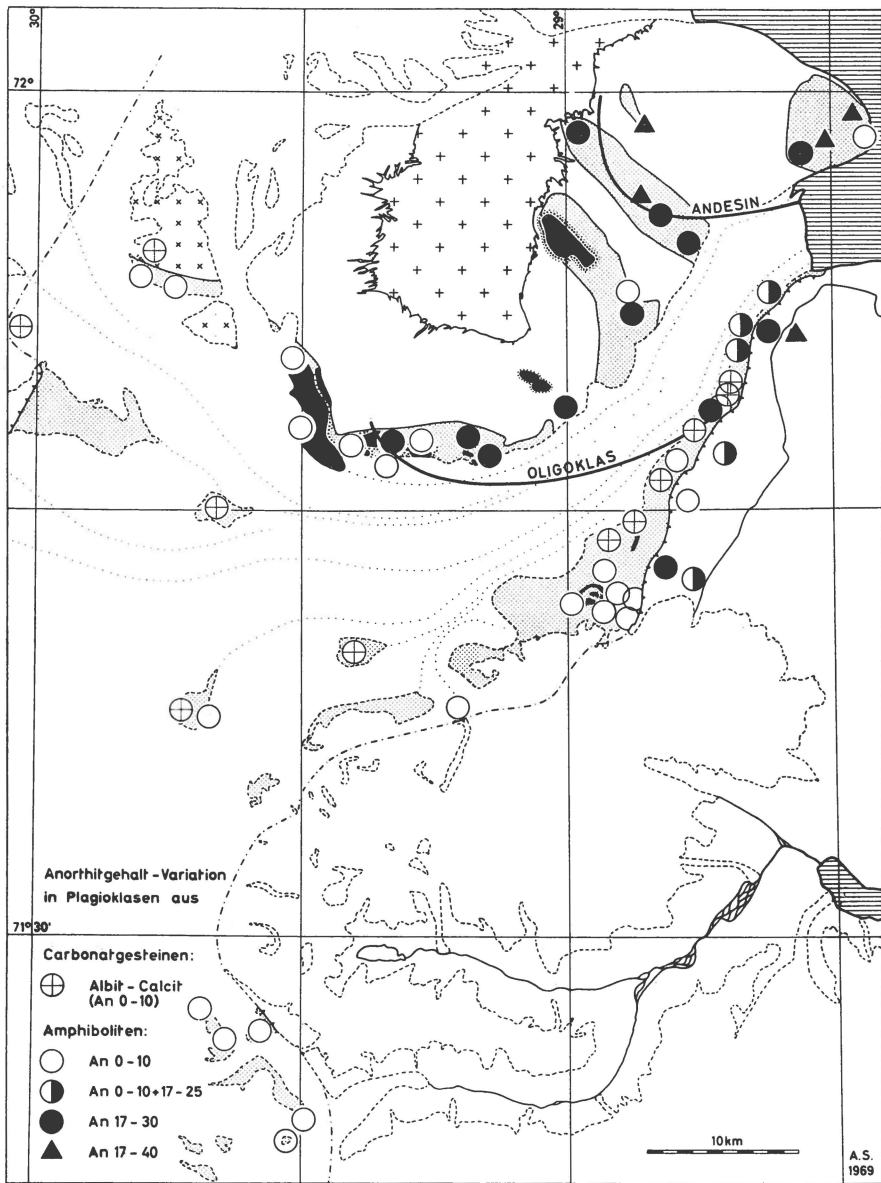 30°
29°
72°
ANDESIN
OLIGOKLAS
Anorthitgehalt-Variation
in Plagioklasen aus
71°30'
Carbonatgesteinen:
Albit-Calcit
(An 0-10)
Amphiboliten:
An 0-10
An 0-10+17-25
An 17-30
An 17-40
10km
A.S.
1969